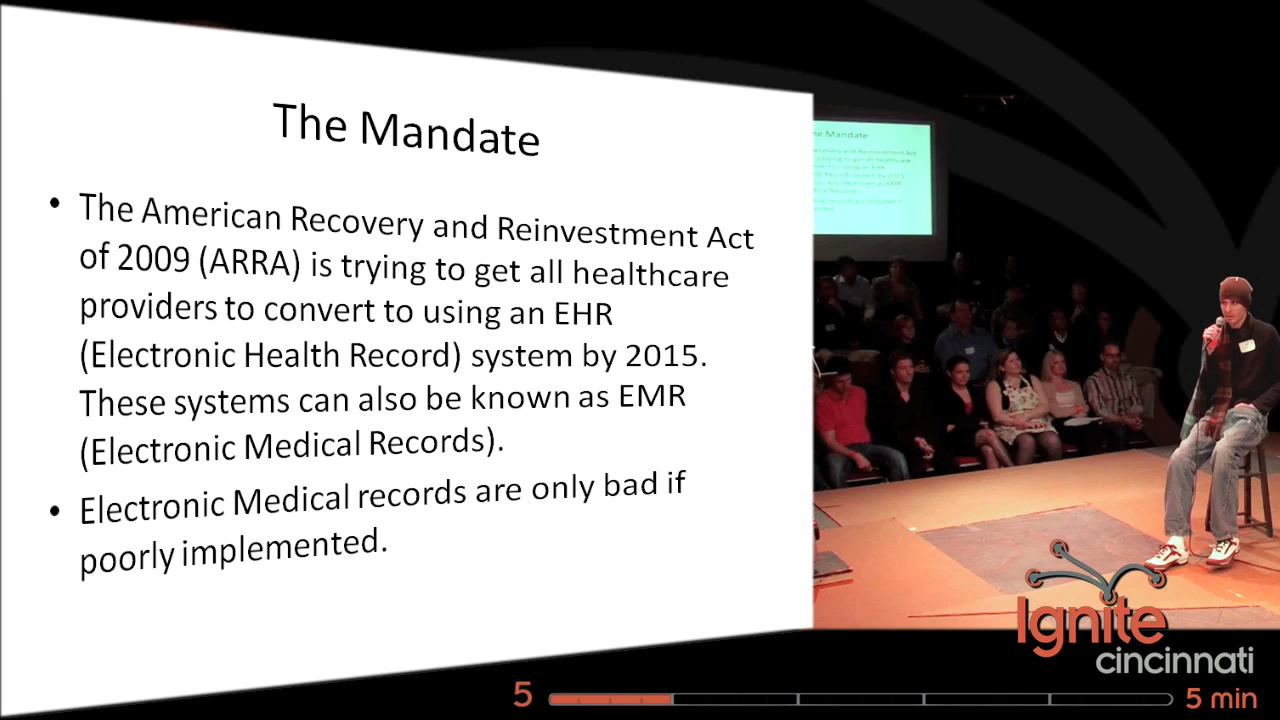 The Mandate
• The American Recovery and Reinvestment Act
of 2009 (ARRA) is trying to get all healthcare
providers to convert to using an EHR
(Electronic Health Record) system by 2015.
These systems can also be known as EMR
(Electronic Medical Records).
• Electronic Medical records are only bad if
poorly implemented.
he Mandate
Ignite
cincinnati
5
5 min